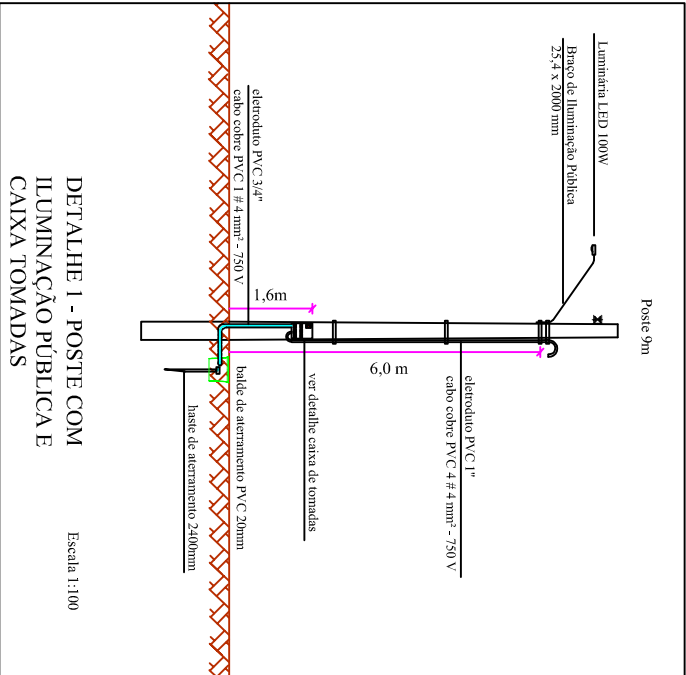 Luminária LED 100W
Braço de Iluminação Pública
25,4 x 2000 mm
Poste 9m
eletroduto PVC 3/4"
cabo cobre PVC 1 # 4 mm² - 750 V
1,6m
6,0 m
eletroduto PVC 1"
cabo cobre PVC 4 # 4 mm² - 750 V
ver detalhe caixa de tomadas
balde de aterramento PVC 20mm
haste de aterramento 2400mm
DETALHE 1 - POSTE COM
ILUMINAÇÃO PÚBLICA E
CAIXA TOMADAS
Escala 1:100